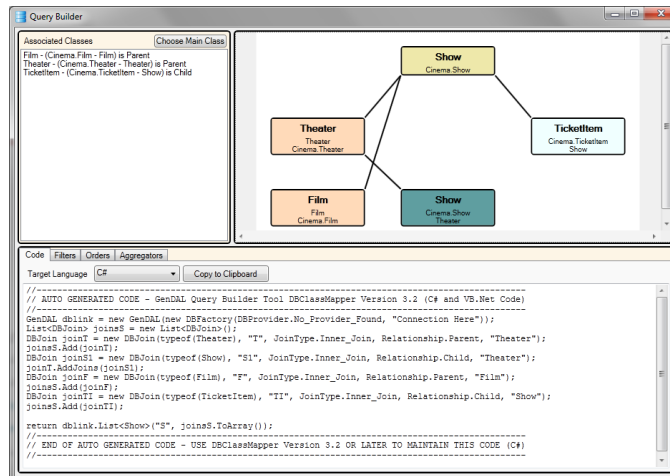 Query Builder
Associated Classes
Choose Main Class
Film - (Cinema.Film - Film) is Parent
Theater - (Cinema.Theater - Theater) is Parent
TicketItem - (Cinema.TicketItem - Show) is Child
Show
Cinema.Show
Theater
Theater
Cinema.Theater
TicketItem
Cinema.TicketItem
Show
Film
Film
Cinema.Film
Show
Cinema.Show
Theater
Code Filters Orders Aggregators
Target Language C# Copy to Clipboard
//------------------------------------------------------------------------------
// AUTO GENERATED CODE - GenDAL Query Builder Tool DBClassMapper Version 3.2 (C# and VB.Net Code)
//------------------------------------------------------------------------------
GenDAL dblink = new GenDAL(new DBFactory(DBProvider.No_Provider_Found, "Connection Here"));
List<DBJoin> joinsS = new List<DBJoin>();
DBJoin joinT = new DBJoin(typeof(Theater), "T", JoinType.Inner_Join, Relationship.Parent, "Theater");
joinsS.Add(joinT);
DBJoin joinS1 = new DBJoin(typeof(Show), "S1", JoinType.Inner_Join, Relationship.Child, "Theater");
joinT.AddJoins(joinS1);
DBJoin joinF = new DBJoin(typeof(Film), "F", JoinType.Inner_Join, Relationship.Parent, "Film");
joinsS.Add(joinF);
DBJoin joinTI = new DBJoin(typeof(TicketItem), "TI", JoinType.Inner_Join, Relationship.Child, "Show");
joinsS.Add(joinTI);
return dblink.List<Show>("S", joinsS.ToArray());
//------------------------------------------------------------------------------
// END OF AUTO GENERATED CODE - USE DBClassMapper Version 3.2 OR LATER TO MAINTAIN THIS CODE (C#)
//------------------------------------------------------------------------------